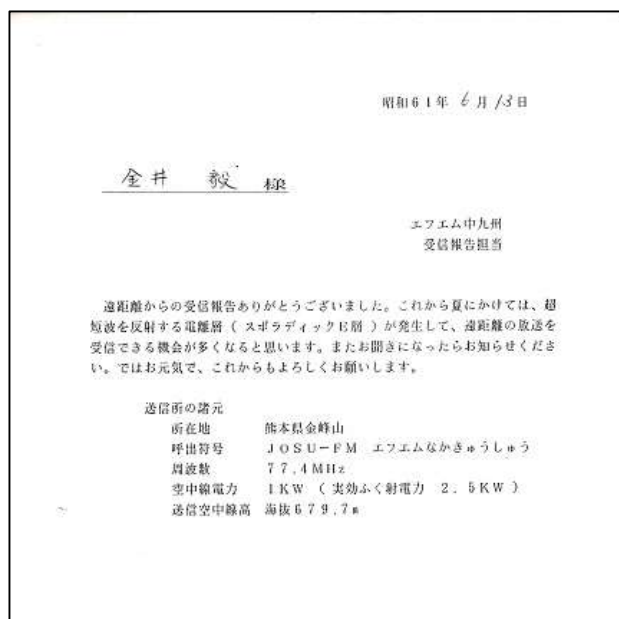 昭和61年 6月 13日
金井 毅 様
エフエム中九州
受信報告担当
遠距離からの受信報告ありがとうございました。これから夏にかけては、超
短波を反射する電離層(スポラディックE層)が発生して、遠距離の放送を
受信できる機会が多くなると思います。またお聞きになったらお知らせくださ
い。ではお元気で、これからもよろしくお願いします。
送信所の諸元
所在地 熊本県金峰山
呼出符号 JOSU-FM エフエムなかきゅうしゅう
周波数 77.4MHz
空中線電力 1KW (実効ふく射電力 2.5KW)
送信空中線高 海抜679.7m